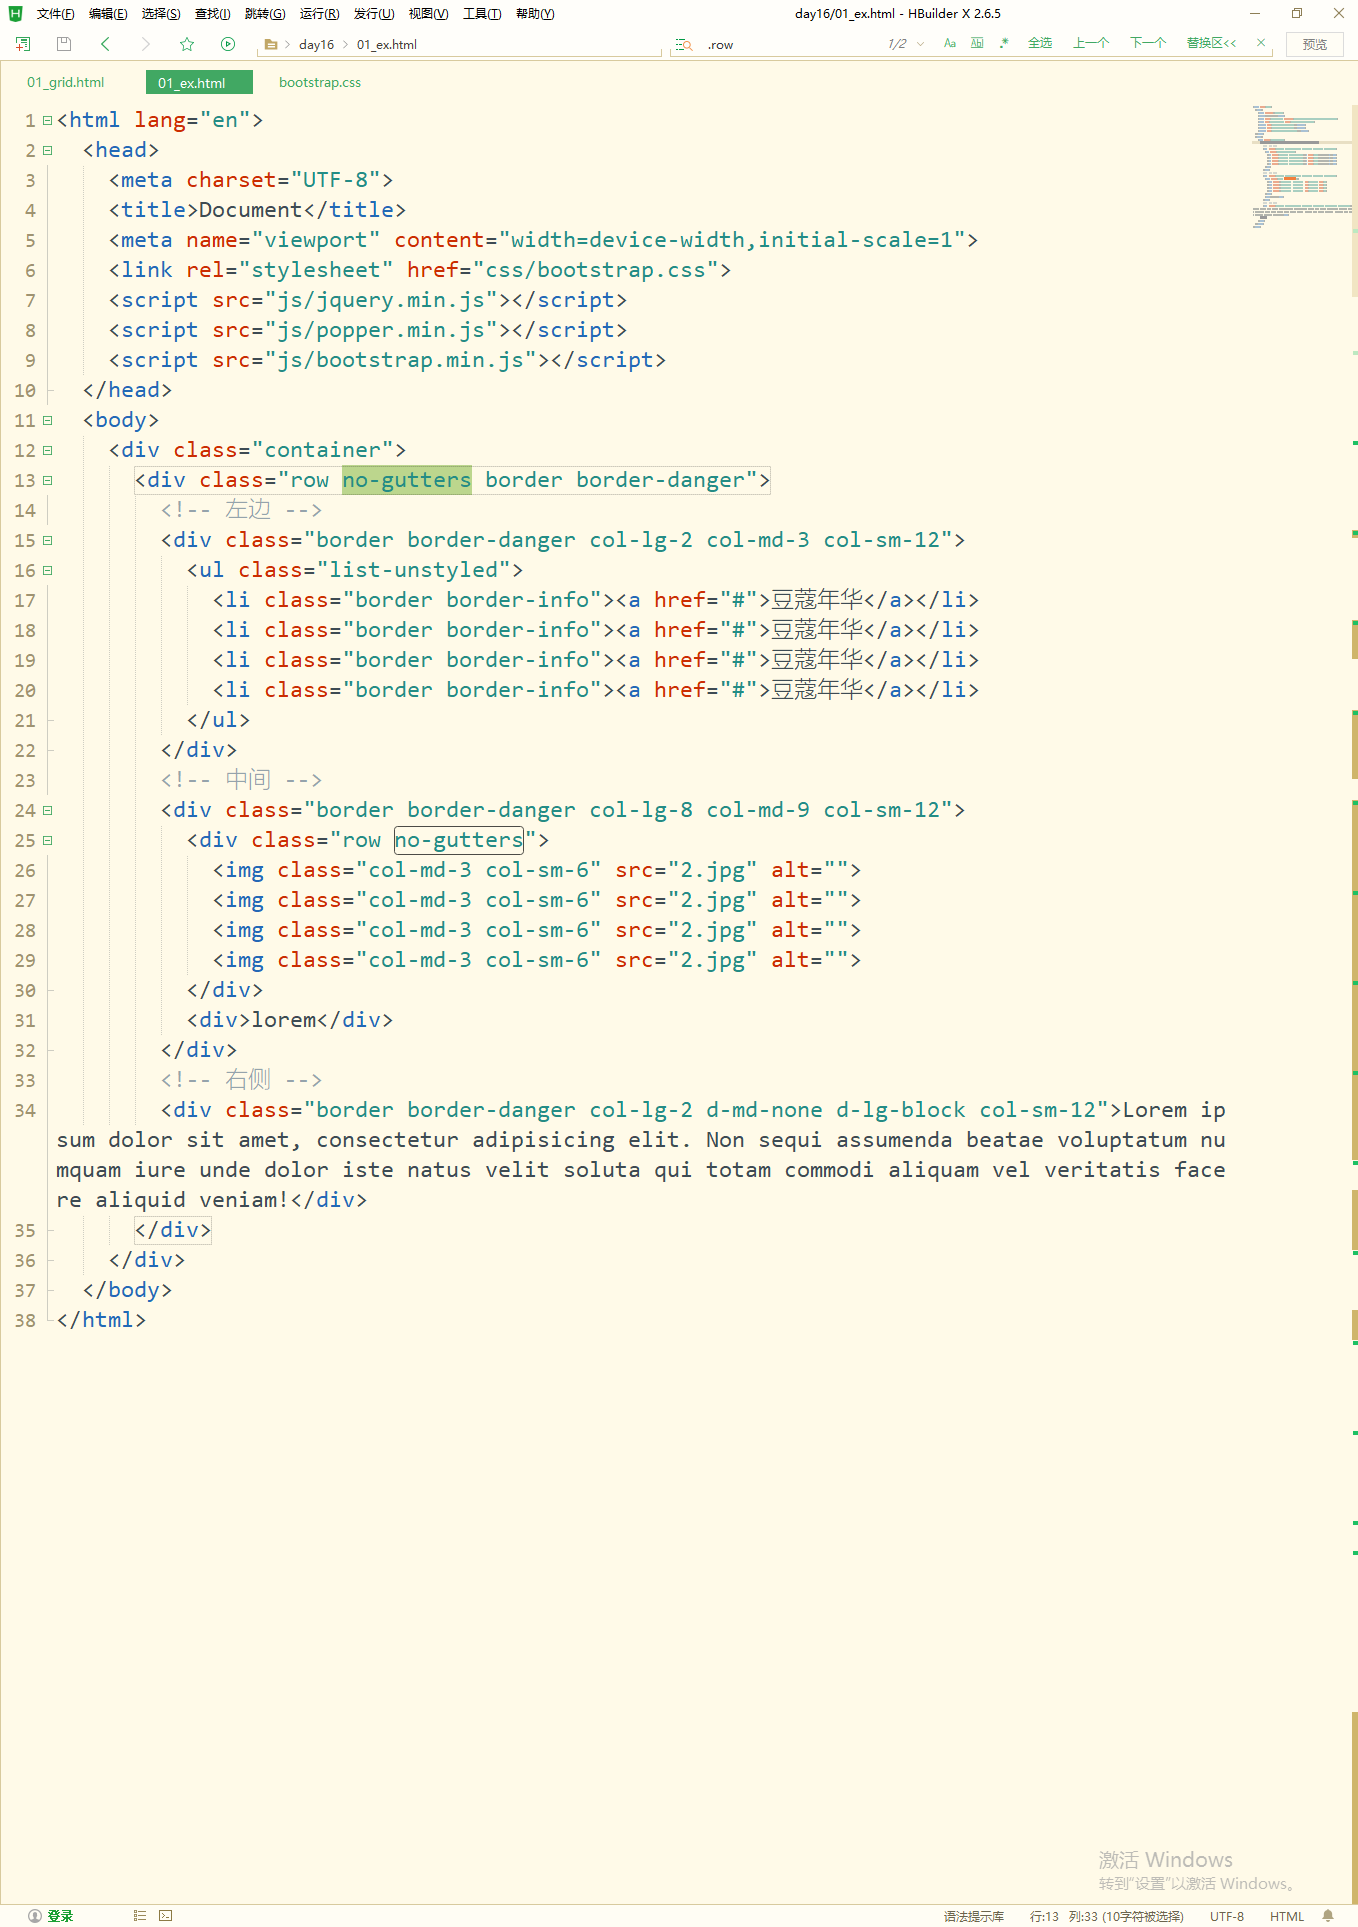 文件(F) 编辑(E) 选择(S) 查找(I) 跳转(G) 运行(R) 发行(U) 视图(V) 工具(T) 帮助(Y) day16/01_ex.html - HBuilder X 2.6.5
day16 01_ex.html .row 1/2 Aa 全选 上一个 下一个 替换区<< 预览
01_grid.html 01_ex.html bootstrap.css
1 <html lang="en">
2 <head>
3 <meta charset="UTF-8">
4 <title>Document</title>
5 <meta name="viewport" content="width=device-width,initial-scale=1">
6 <link rel="stylesheet" href="css/bootstrap.css">
7 <script src="js/jquery.min.js"></script>
8 <script src="js/popper.min.js"></script>
9 <script src="js/bootstrap.min.js"></script>
10 </head>
11 <body>
12 <div class="container">
13 <div class="row no-gutters border border-danger">
14 <!-- 左边 -->
15 <div class="border border-danger col-lg-2 col-md-3 col-sm-12">
16 <ul class="list-unstyled">
17 <li class="border border-info"><a href="#">豆蔻年华</a></li>
18 <li class="border border-info"><a href="#">豆蔻年华</a></li>
19 <li class="border border-info"><a href="#">豆蔻年华</a></li>
20 <li class="border border-info"><a href="#">豆蔻年华</a></li>
21 </ul>
22 </div>
23 <!-- 中间 -->
24 <div class="border border-danger col-lg-8 col-md-9 col-sm-12">
25 <div class="row no-gutters">
26 <img class="col-md-3 col-sm-6" src="2.jpg" alt="">
27 <img class="col-md-3 col-sm-6" src="2.jpg" alt="">
28 <img class="col-md-3 col-sm-6" src="2.jpg" alt="">
29 <img class="col-md-3 col-sm-6" src="2.jpg" alt="">
30 </div>
31 <div>lorem</div>
32 </div>
33 <!-- 右侧 -->
34 <div class="border border-danger col-lg-2 d-md-none d-lg-block col-sm-12">Lorem ip
sum dolor sit amet, consectetur adipisicing elit. Non sequi assumenda beatae voluptatum nu
mquam iure unde dolor iste natus velit soluta qui totam commodi aliquam vel veritatis face
re aliquid veniam!</div>
35 </div>
36 </div>
37 </body>
38 </html>
激活 Windows
转到“设置”以激活 Windows。
登录 语法提示库 行:13 列:33 (10字符被选择) UTF-8 HTML